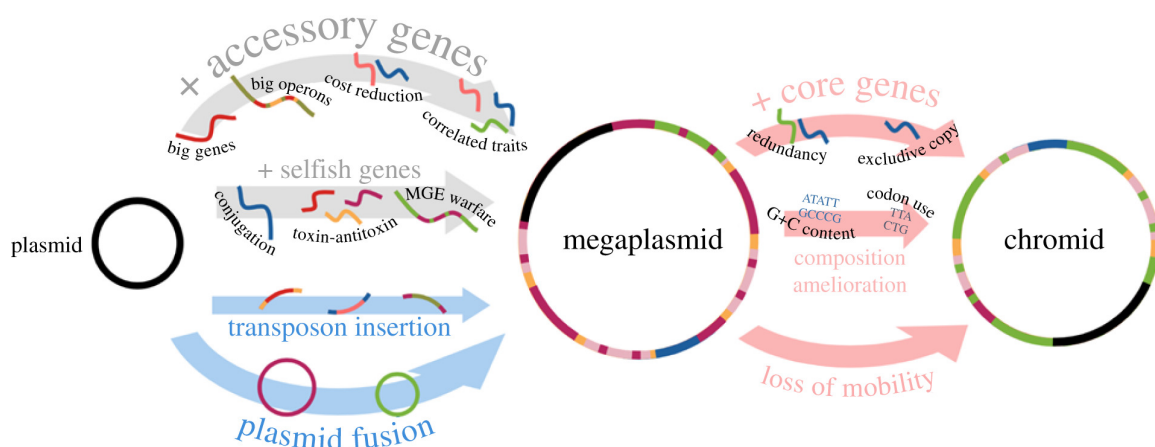 + accessory genes
big genes
big operons
cost reduction
correlated traits
+ selfish genes
conjugation
toxin-antitoxin
MGE warfare
plasmid
transposon insertion
plasmid fusion
megaplasmid
+ core genes
redundancy
excludive copy
ATATT
GCCCG
G+C content
codon use
TTA
CTG
composition
amelioration
loss of mobility
chromid